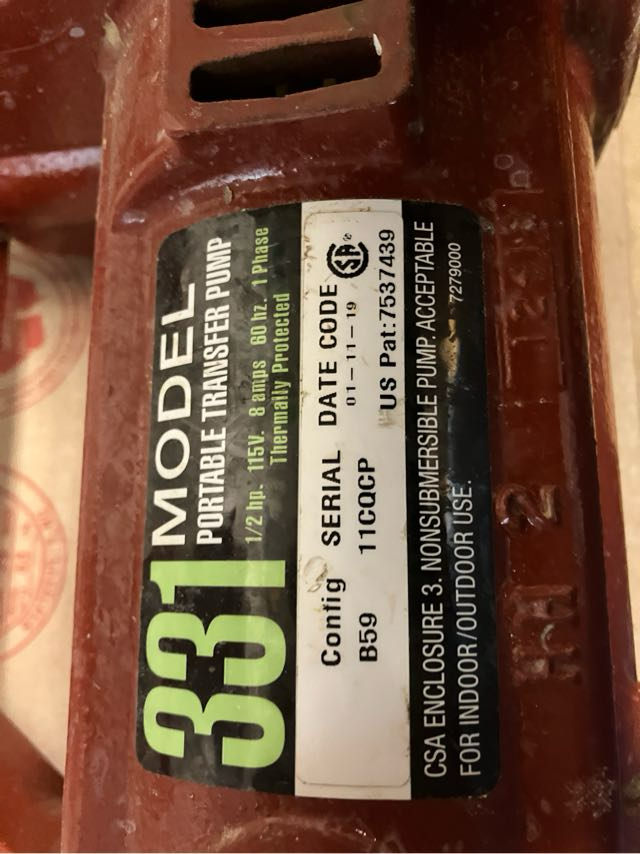 331 MODEL
PORTABLE TRANSFER PUMP
1/2 hp. 115V. 8 amps 60 hz. 1 Phase
Thermally Protected
Config SERIAL DATE CODE
B59 11CQCP 01-11-19
US Pat:7537439
CSA ENCLOSURE 3. NONSUBMERSIBLE PUMP. ACCEPTABLE
FOR INDOOR/OUTDOOR USE. 7279000